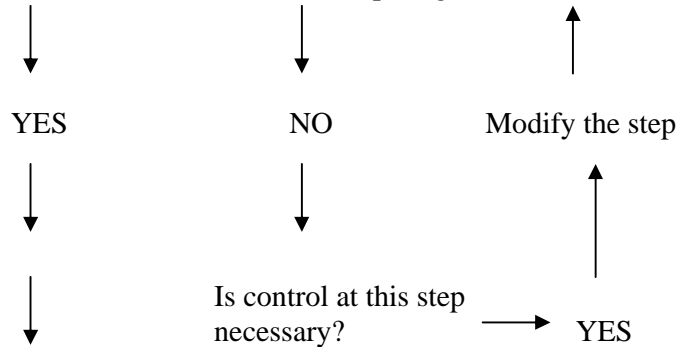 YES
NO
Modify the step
Is control at this step
necessary?
YES